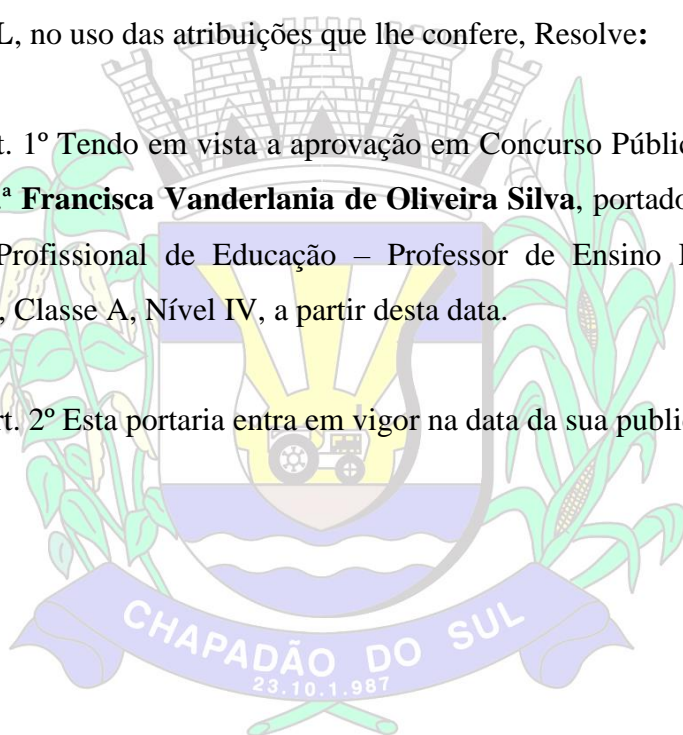 L, no uso das atribuições que lhe confere, Resolve:
t. 1º Tendo em vista a aprovação em Concurso Públic
.ª Francisca Vanderlania de Oliveira Silva, portado
Profissional de Educação – Professor de Ensino
, Classe A, Nível IV, a partir desta data.
rt. 2º Esta portaria entra em vigor na data da sua public
CHAPADÃO DO SUL
23.10.1.987